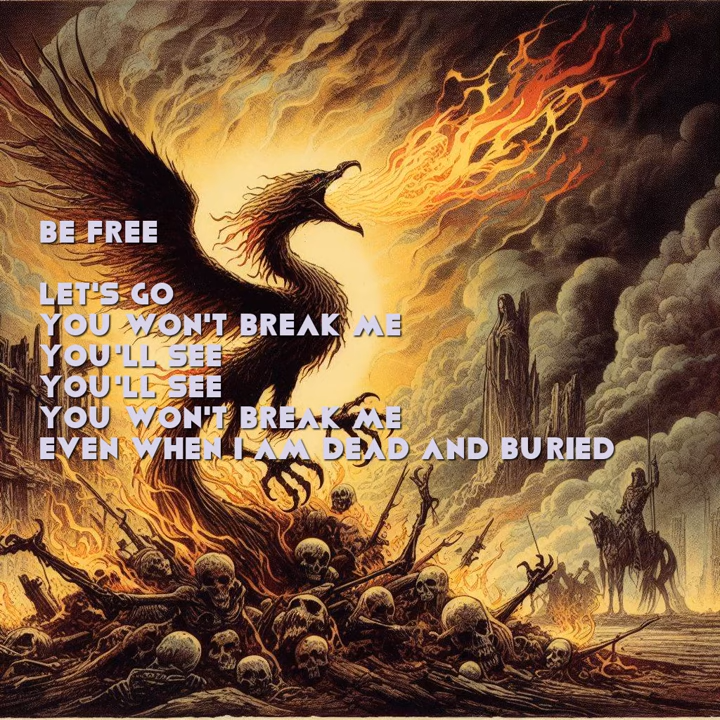 BE FREE
LET'S GO
YOU WON'T BREAK ME
YOU'LL SEE
YOU'LL SEE
YOU WON'T BREAK ME
EVEN WHEN I AM DEAD AND BURIED